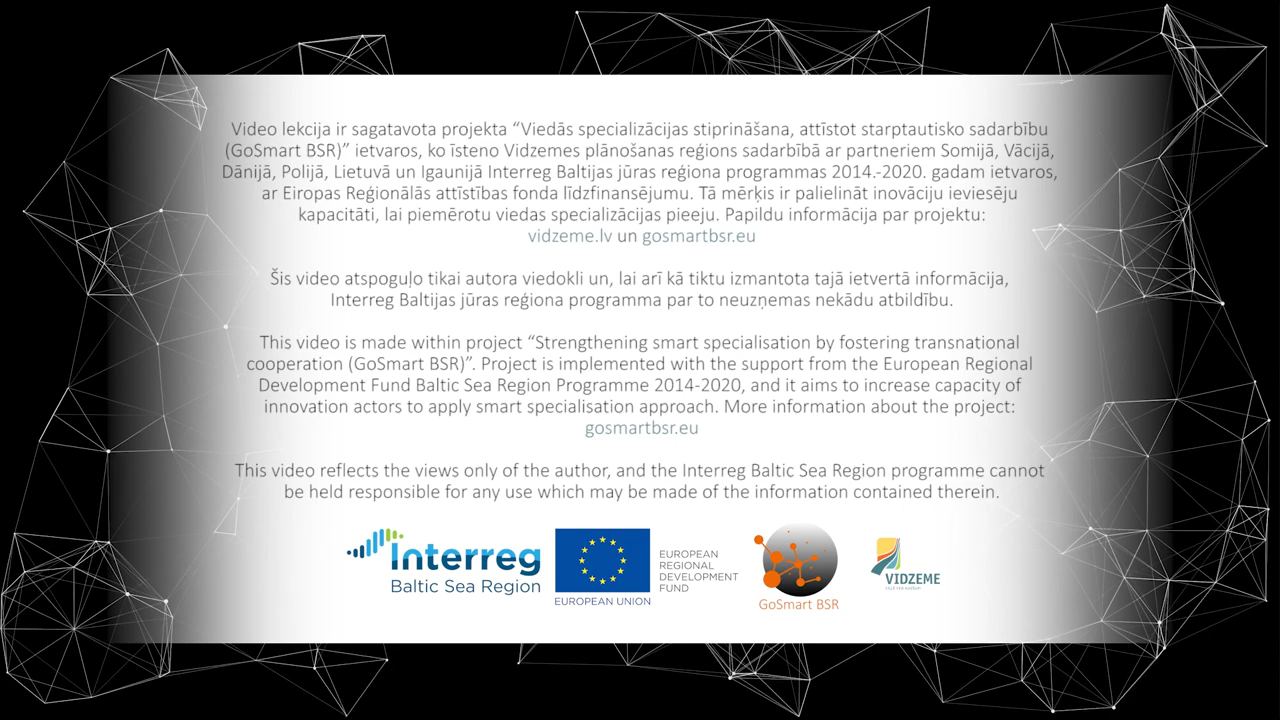 Video lekcija ir sagatavota projekta “Viedās specializācijas stiprināšana, attīstot starptautisko sadarbību
(GoSmart BSR)” ietvaros, ko īsteno Vidzemes plānošanas reģions sadarbībā ar partneriem Somijā, Vācijā,
Dānijā, Polijā, Lietuvā un Igaunijā Interreg Baltijas jūras reģiona programmas 2014.-2020. gadam ietvaros,
ar Eiropas Reģionālās attīstības fonda līdzfinansējumu. Tā mērķis ir palielināt inovāciju ieviesēju
kapacitāti, lai piemērotu viedas specializācijas pieeju. Papildu informācija par projektu:
vidzeme.lv un gosmartbsr.eu
Šis video atspoguļo tikai autora viedokli un, lai arī kā tiktu izmantota tajā ietvertā informācija,
Interreg Baltijas jūras reģiona programma par to neuzņemas nekādu atbildību.
This video is made within project “Strengthening smart specialisation by fostering transnational
cooperation (GoSmart BSR)”. Project is implemented with the support from the European Regional
Development Fund Baltic Sea Region Programme 2014-2020, and it aims to increase capacity of
innovation actors to apply smart specialisation approach. More information about the project:
gosmartbsr.eu
This video reflects the views only of the author, and the Interreg Baltic Sea Region programme cannot
be held responsible for any use which may be made of the information contained therein.
Interreg
Baltic Sea Region
EUROPEAN UNION
EUROPEAN
REGIONAL
DEVELOPMENT
FUND
GoSmart BSR
VIDZEME